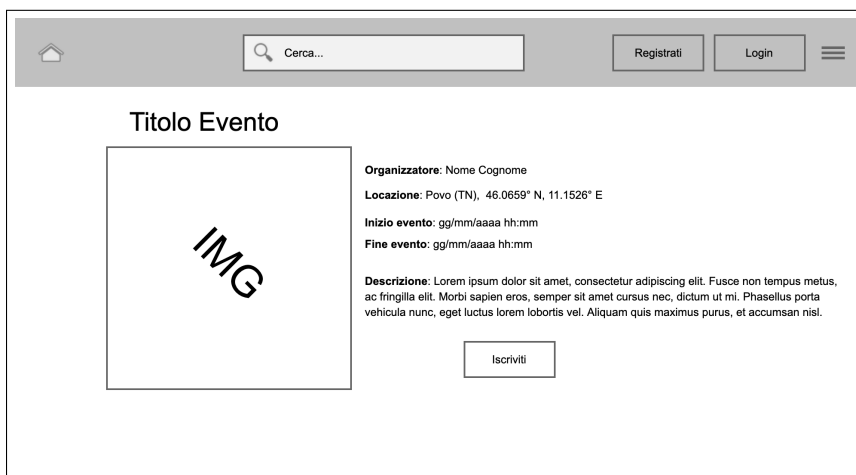 Cerca...
Registrati
Login
Titolo Evento
IMG
Organizzatore: Nome Cognome
Locazione: Povo (TN), 46.0659° N, 11.1526° E
Inizio evento: gg/mm/aaaa hh:mm
Fine evento: gg/mm/aaaa hh:mm
Descrizione: Lorem ipsum dolor sit amet, consectetur adipiscing elit. Fusce non tempus metus,
ac fringilla elit. Morbi sapien eros, semper sit amet cursus nec, dictum ut mi. Phasellus porta
vehicula nunc, eget luctus lorem lobortis vel. Aliquam quis maximus purus, et accumsan nisl.
Iscriviti